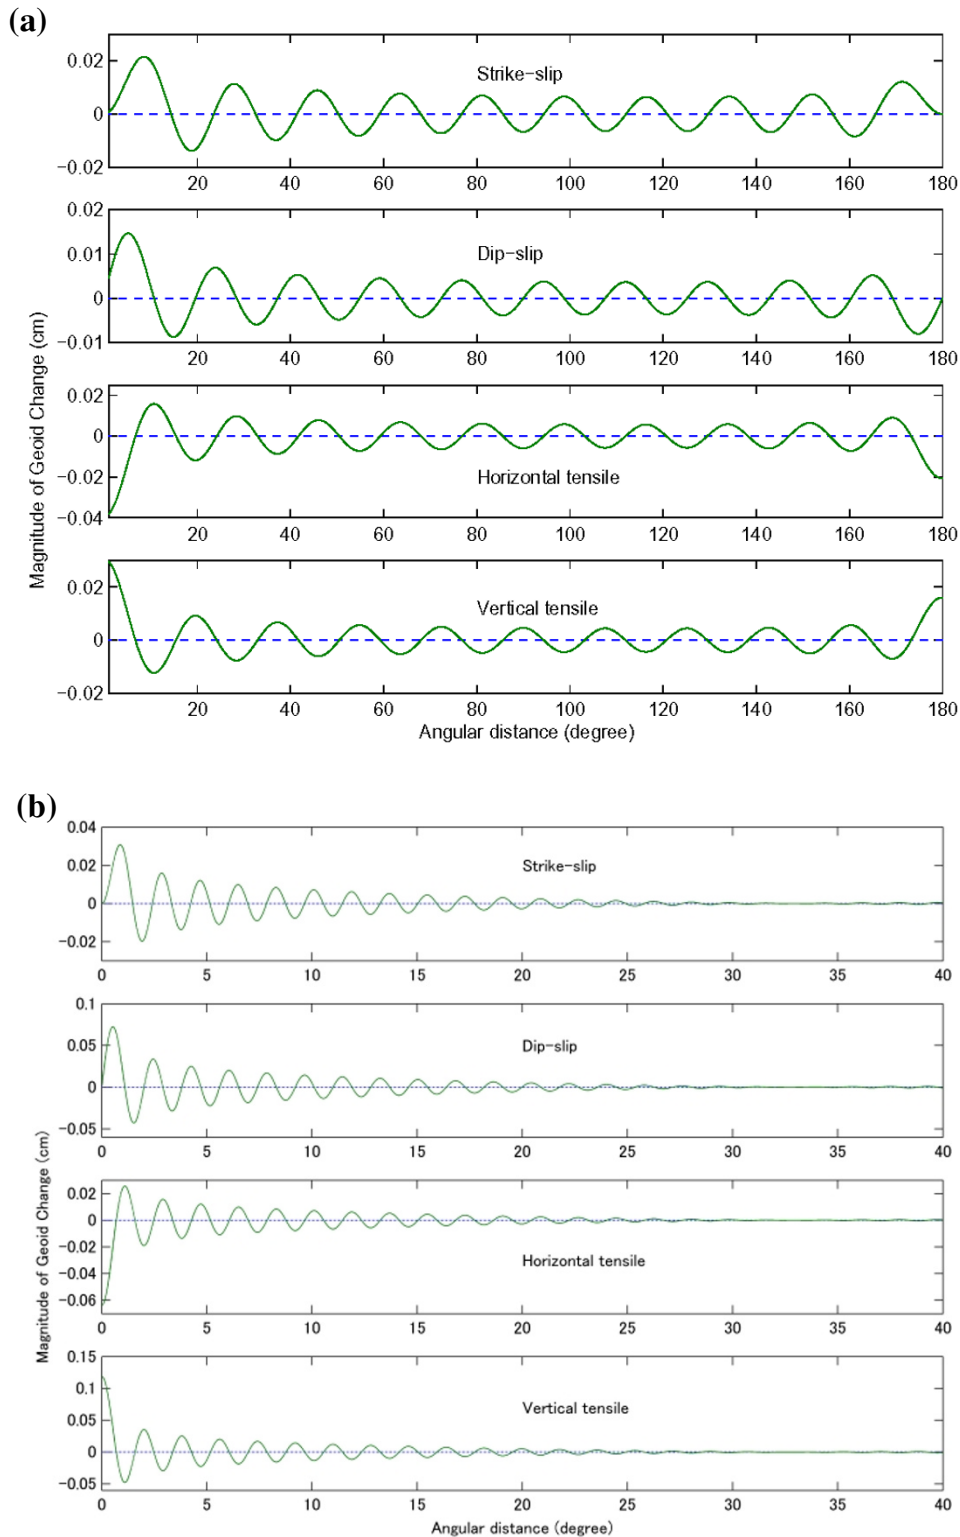 (a)
0.02
Strike-slip
0
-0.02
20 40 60 80 100 120 140 160 180
0.02
0.01
Dip-slip
0
-0.01
20 40 60 80 100 120 140 160 180
0.02
0
-0.02
Horizontal tensile
-0.04
20 40 60 80 100 120 140 160 180
0.02
Vertical tensile
0
-0.02
20 40 60 80 100 120 140 160 180
Magnitude of Geoid Change (cm)
Angular distance (degree)
(b)
0.04
Strike-slip
0.02
0
-0.02
0 5 10 15 20 25 30 35 40
0.1
0.05
Dip-slip
0
-0.05
0 5 10 15 20 25 30 35 40
0.02
0
-0.02
Horizontal tensile
-0.04
-0.06
0 5 10 15 20 25 30 35 40
0.15
0.1
Vertical tensile
0.05
0
-0.05
0 5 10 15 20 25 30 35 40
Magnitude of Geoid Change (cm)
Angular distance (degree)